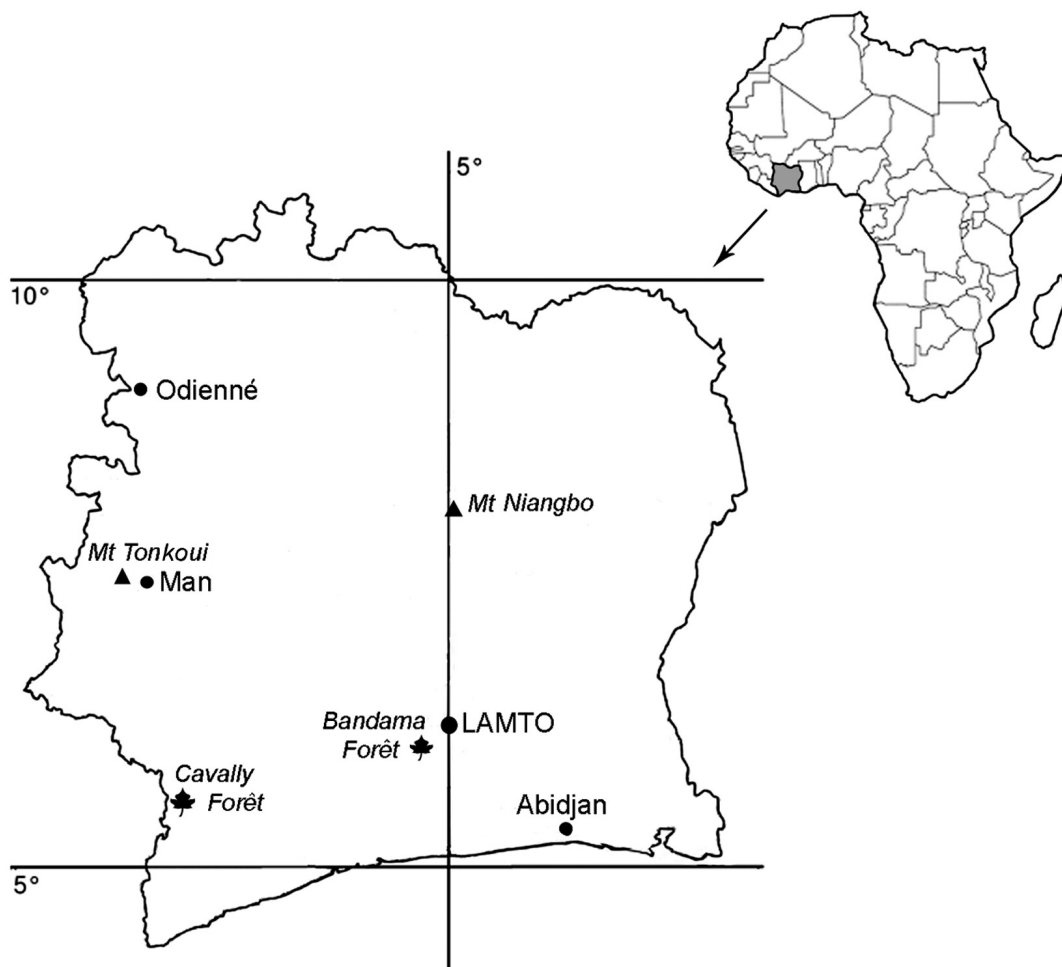 5°
10°
Odienné
Mt Niangbo
Mt Tonkoui
Man
Bandama
Forêt
LAMTO
Cavally
Forêt
Abidjan
5°